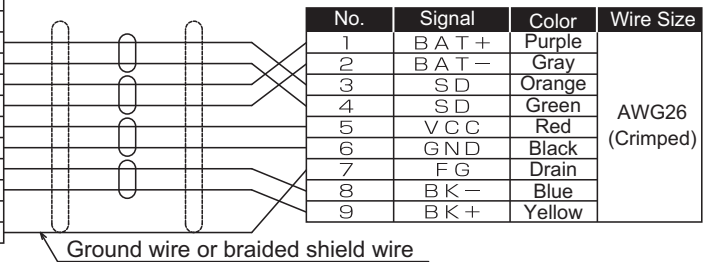 No. Signal Color Wire Size
1 BAT+ Purple
2 BAT− Gray
3 SD Orange
4 SD Green
5 VCC Red
6 GND Black
7 FG Drain
8 BK− Blue
9 BK+ Yellow
AWG26
(Crimped)
Ground wire or braided shield wire